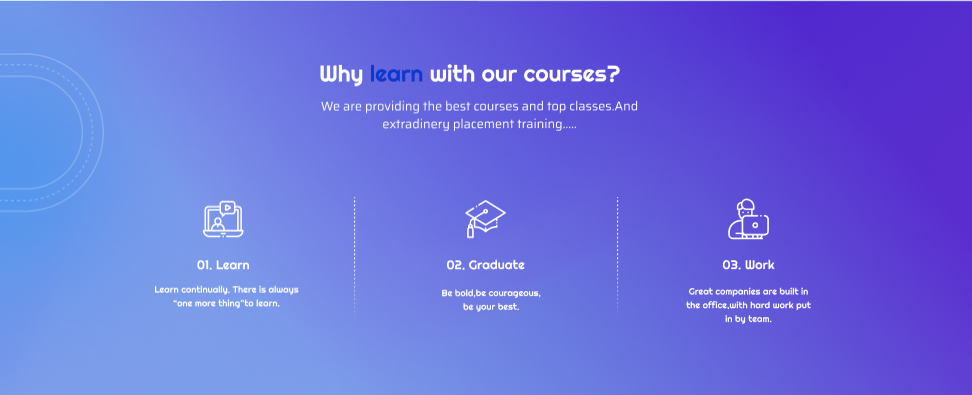 Why learn with our courses?
We are providing the best courses and top classes.And
extradinery placement training.....
01. Learn
Learn continually. There is always
"one more thing"to learn.
02. Graduate
Be bold,be courageous,
be your best.
03. Work
Great companies are built in
the office,with hard work put
in by team.